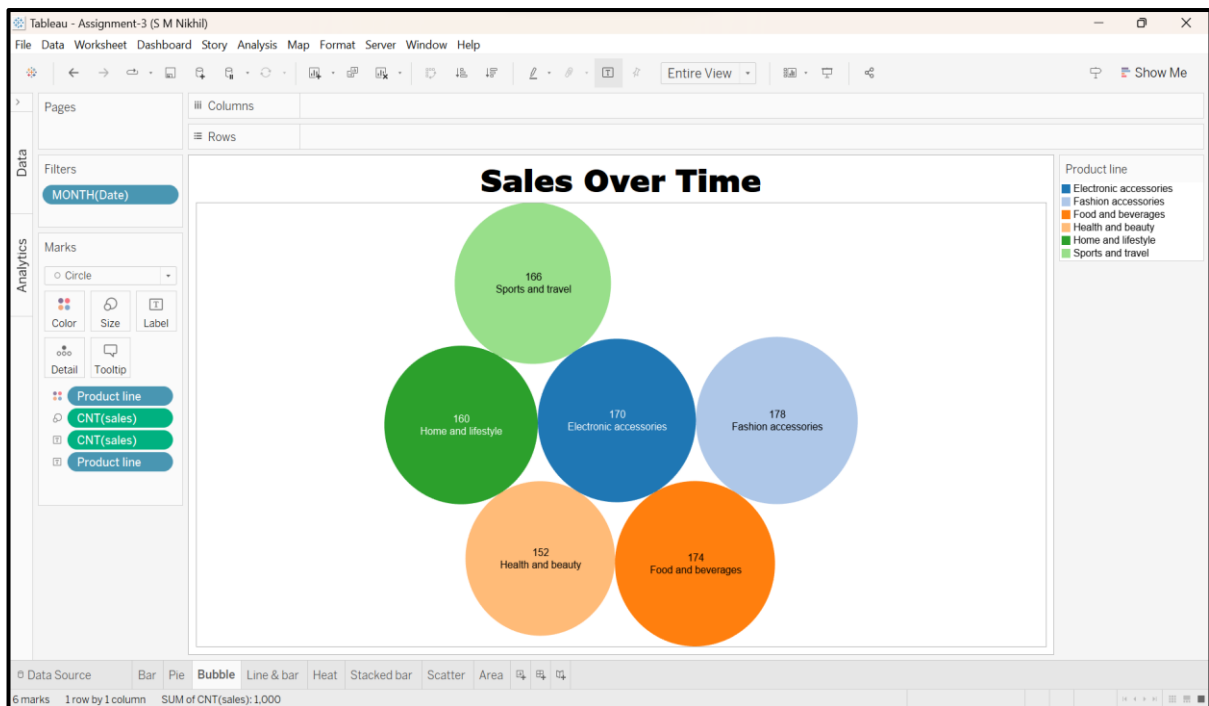 Tableau - Assignment-3 (S M Nikhil)
File Data Worksheet Dashboard Story Analysis Map Format Server Window Help
Entire View
Show Me
Pages
Columns
Rows
Data
Analytics
Filters
MONTH(Date)
Marks
Circle
Color Size Label
Detail Tooltip
Product line
CNT(sales)
CNT(sales)
Product line
Sales Over Time
166
Sports and travel
160
Home and lifestyle
170
Electronic accessories
178
Fashion accessories
152
Health and beauty
174
Food and beverages
Product line
Electronic accessories
Fashion accessories
Food and beverages
Health and beauty
Home and lifestyle
Sports and travel
Data Source Bar Pie Bubble Line & bar Heat Stacked bar Scatter Area
6 marks 1 row by 1 column SUM of CNT(sales): 1,000